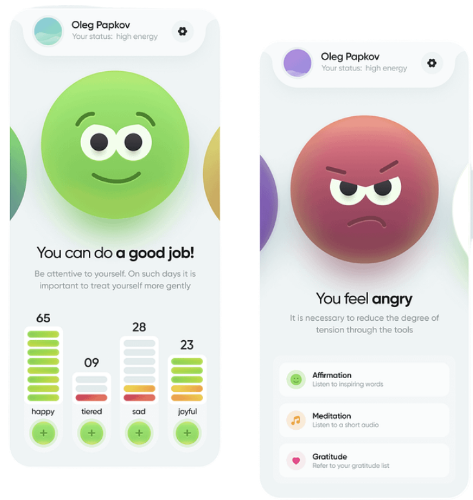 Oleg Papkov
Your status: high energy
You can do a good job!
Be attentive to yourself. On such days it is
important to treat yourself more gently
65
09
28
23
happy
tiered
sad
joyful
Oleg Papkov
Your status: high energy
You feel angry
It is necessary to reduce the degree of
tension through the tools
Affirmation
Listen to inspiring words
Meditation
Listen to a short audio
Gratitude
Refer to your gratitude list